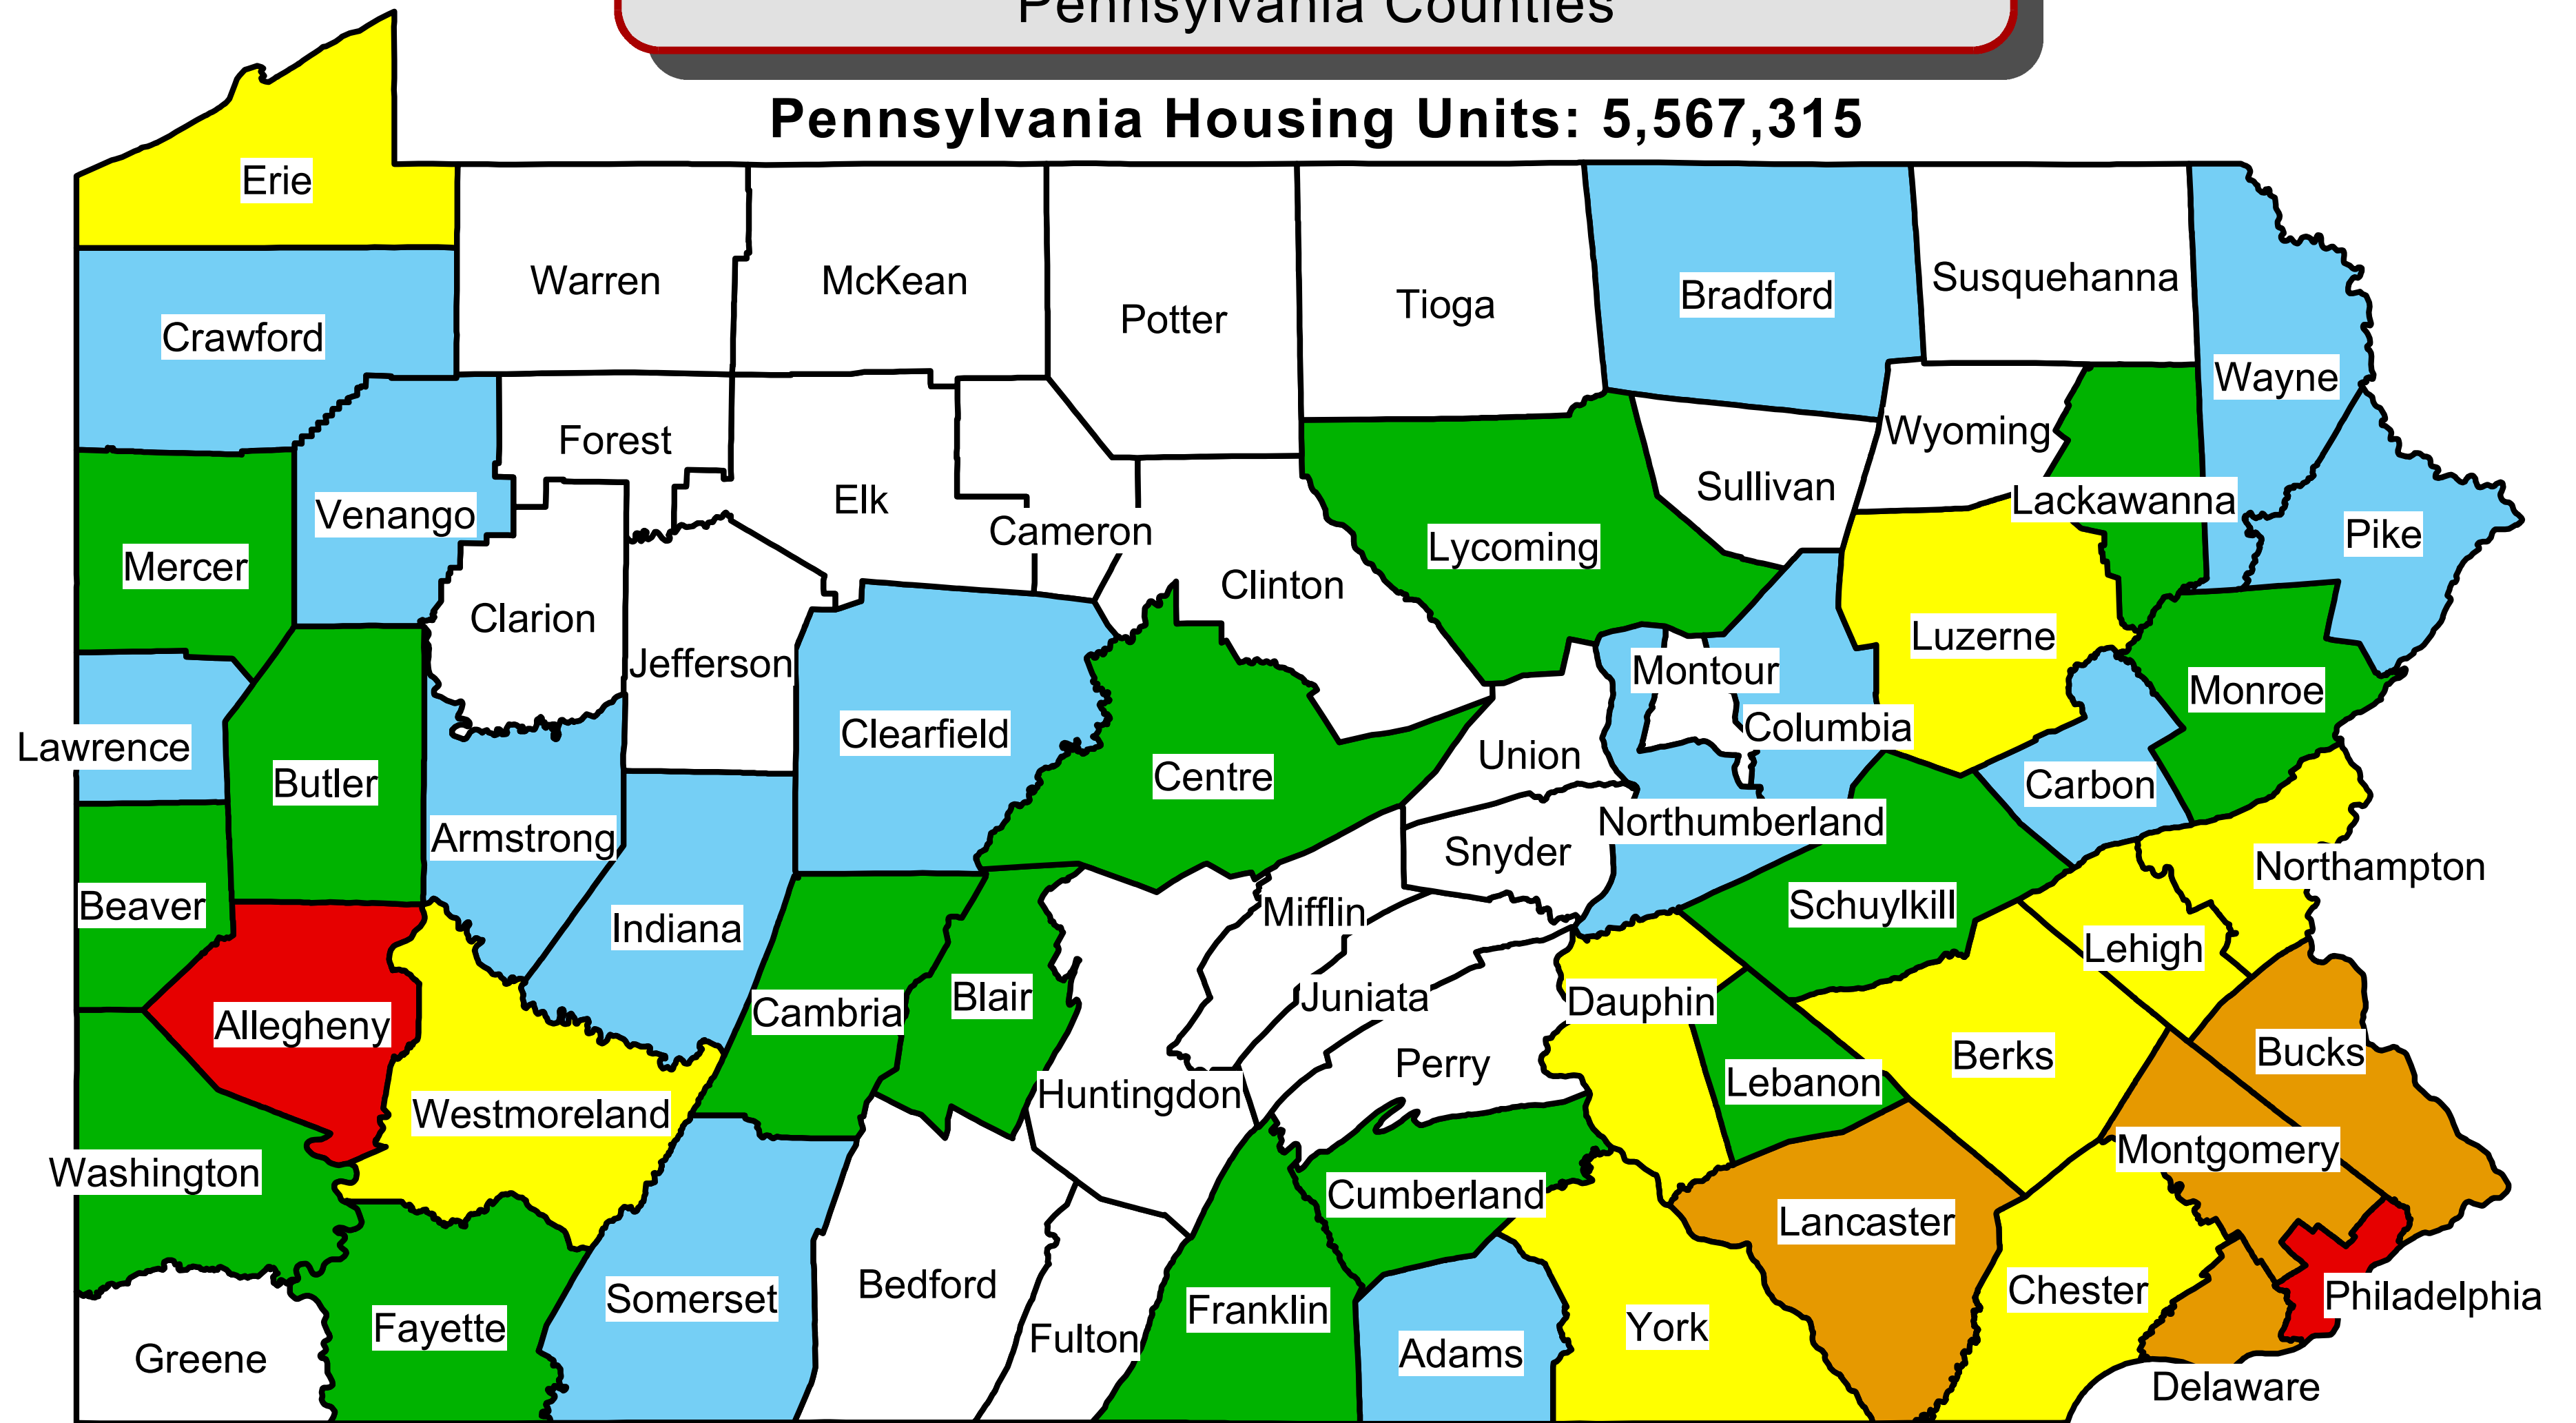 Pennsylvania Counties
Pennsylvania Housing Units: 5,567,315
Erie
Warren
McKean
Potter
Tioga
Bradford
Susquehanna
Wayne
Crawford
Forest
Wyoming
Venango
Elk
Cameron
Sullivan
Lackawanna
Pike
Mercer
Clarion
Clinton
Lycoming
Luzerne
Jefferson
Montour
Monroe
Lawrence
Clearfield
Columbia
Butler
Centre
Union
Carbon
Armstrong
Northumberland
Snyder
Northampton
Beaver
Indiana
Mifflin
Schuylkill
Lehigh
Allegheny
Cambria
Blair
Juniata
Dauphin
Berks
Bucks
Westmoreland
Huntingdon
Perry
Lebanon
Washington
Montgomery
Cumberland
Lancaster
Somerset
Bedford
Franklin
Chester
Philadelphia
Greene
Fayette
Fulton
Adams
York
Delaware